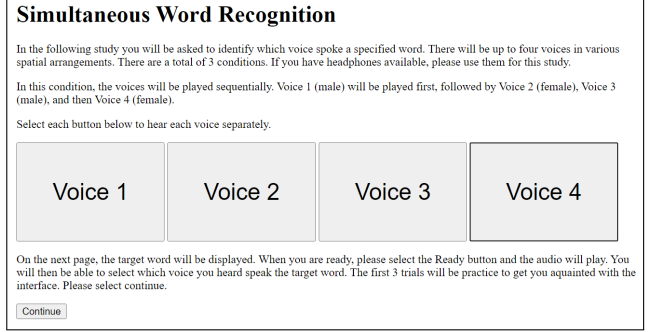 Simultaneous Word Recognition
In the following study you will be asked to identify which voice spoke a specified word. There will be up to four voices in various
spatial arrangements. There are a total of 3 conditions. If you have headphones available, please use them for this study.
In this condition, the voices will be played sequentially. Voice 1 (male) will be played first, followed by Voice 2 (female), Voice 3
(male), and then Voice 4 (female).
Select each button below to hear each voice separately.
Voice 1 Voice 2 Voice 3 Voice 4
On the next page, the target word will be displayed. When you are ready, please select the Ready button and the audio will play. You
will then be able to select which voice you heard speak the target word. The first 3 trials will be practice to get you aquainted with the
interface. Please select continue.
Continue